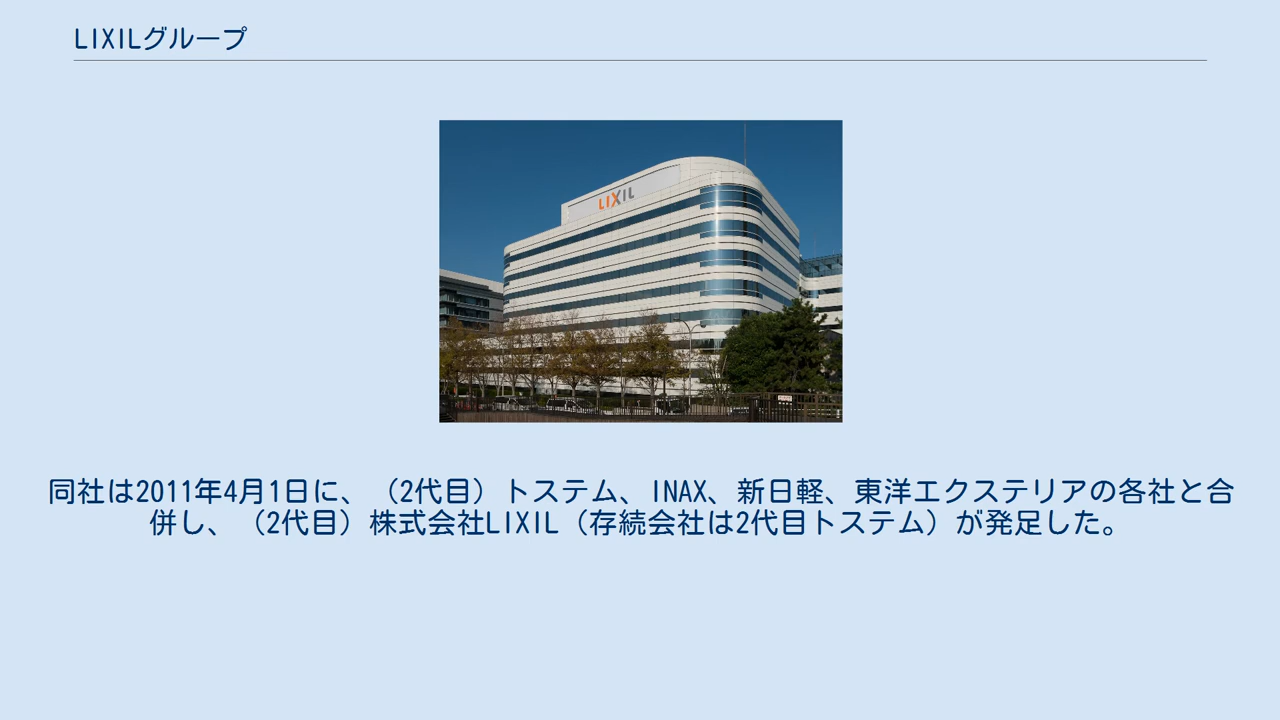 LIXILグループ
LIXIL
同社は2011年4月1日に、（2代目）トステム、INAX、新日軽、東洋エクステリアの各社と合
併し、（2代目）株式会社LIXIL（存続会社は2代目トステム）が発足した。